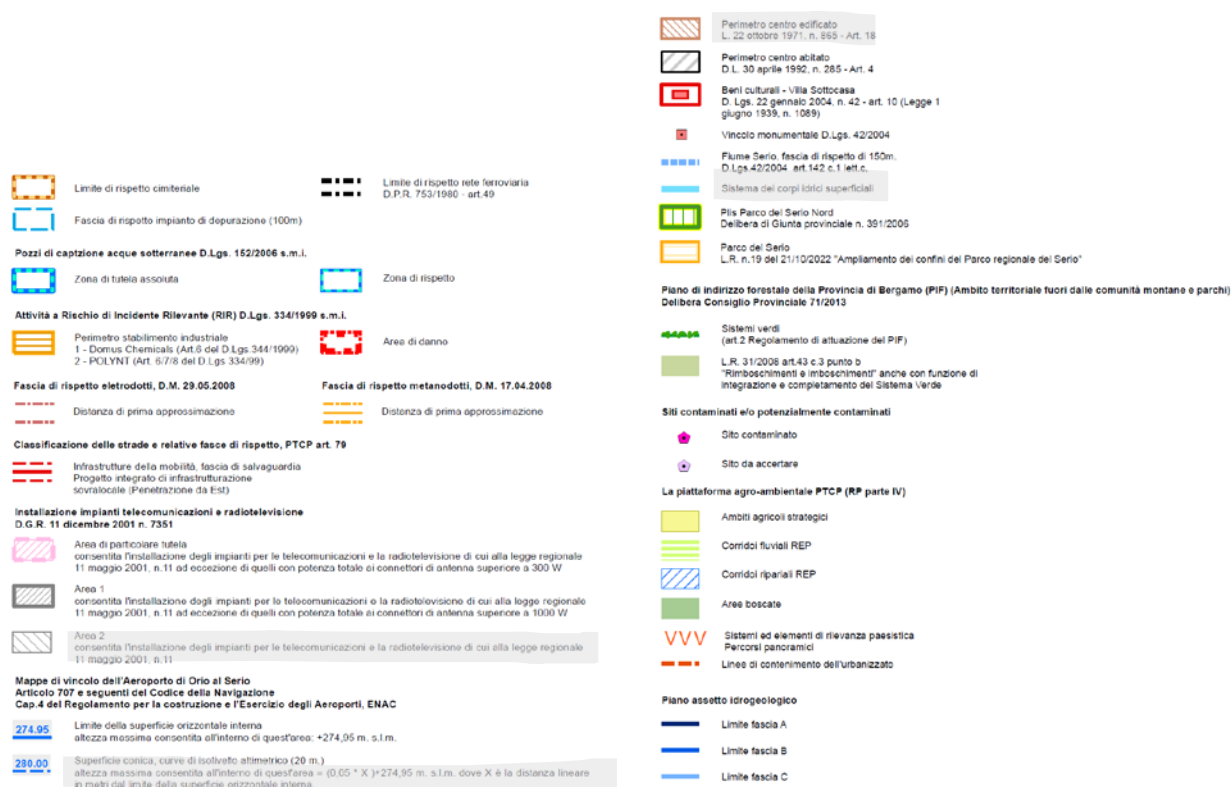 Limite di rispetto cimiteriale
Limite di rispetto rete ferroviaria
D.P.R. 753/1980 - art.49
Fascia di rispetto impianto di depurazione (100m)
Pozzi di captzione acque sotterranee D.Lgs. 152/2006 s.m.i.
Zona di tutela assoluta
Zona di rispetto
Attività a Rischio di Incidente Rilevante (RIR) D.Lgs. 334/1999 s.m.i.
Perimetro stabilimento industriale
1 - Domus Chemicals (Art.6 del D.Lgs.344/1999)
2 - POLYNT (Art. 6/7/8 del D.Lgs 334/99)
Area di danno
Fascia di rispetto eletrodotti, D.M. 29.05.2008
Fascia di rispetto metanodotti, D.M. 17.04.2008
Distanza di prima approssimazione
Distanza di prima approssimazione
Classificazione delle strade e relative fasce di rispetto, PTCP art. 79
Infrastrutture della mobilità, fascia di salvaguardia
Progetto integrato di infrastrutturazione
sovralocale (Penetrazione da Est)
Installazione impianti telecomunicazioni e radiotelevisione
D.G.R. 11 dicembre 2001 n. 7351
Area di particolare tutela
consentita l'installazione degli impianti per le telecomunicazioni e la radiotelevisione di cui alla legge regionale
11 maggio 2001, n.11 ad eccezione di quelli con potenza totale ai connettori di antenna superiore a 300 W
Area 1
consentita l'installazione degli impianti per le telecomunicazioni e la radiotelevisione di cui alla legge regionale
11 maggio 2001, n.11 ad eccezione di quelli con potenza totale ai connettori di antenna superiore a 1000 W
Area 2
consentita l'installazione degli impianti per le telecomunicazioni e la radiotelevisione di cui alla legge regionale
11 maggio 2001, n.11
Mappe di vincolo dell'Aeroporto di Orio al Serio
Articolo 707 e seguenti del Codice della Navigazione
Cap.4 del Regolamento per la costruzione e l'Esercizio degli Aeroporti, ENAC
274.95
Limite della superficie orizzontale interna
altezza massima consentita all'interno di quest'area: +274,95 m. s.l.m.
280.00
Superficie conica, curve di isolivello altimetrico (20 m.)
altezza massima consentita all'interno di quest'area = (0,05 * X )+274,95 m. s.l.m. dove X è la distanza lineare
in metri dal limite della superficie orizzontale interna.
Perimetro centro edificato
L. 22 ottobre 1971, n. 865 - Art. 18
Perimetro centro abitato
D.L. 30 aprile 1992, n. 285 - Art. 4
Beni culturali - Villa Sottocasa
D. Lgs. 22 gennaio 2004, n. 42 - art. 10 (Legge 1
giugno 1939, n. 1089)
Vincolo monumentale D.Lgs. 42/2004
Fiume Serio, fascia di rispetto di 150m.
D.Lgs.42/2004 art.142 c.1 lett.c.
Sistema dei corpi idrici superficiali
Plis Parco del Serio Nord
Delibera di Giunta provinciale n. 391/2006
Parco del Serio
L.R. n.19 del 21/10/2022 "Ampliamento dei confini del Parco regionale del Serio"
Piano di indirizzo forestale della Provincia di Bergamo (PIF) (Ambito territoriale fuori dalle comunità montane e parchi)
Delibera Consiglio Provinciale 71/2013
Sistemi verdi
(art.2 Regolamento di attuazione del PIF)
L.R. 31/2008 art.43 c.3 punto b
"Rimboschimenti e imboschimenti" anche con funzione di
integrazione e completamento del Sistema Verde
Siti contaminati e/o potenzialmente contaminati
Sito contaminato
Sito da accertare
La piattaforma agro-ambientale PTCP (RP parte IV)
Ambiti agricoli strategici
Corridoi fluviali REP
Corridoi ripariali REP
Aree boscate
Sistemi ed elementi di rilevanza paesistica
Percorsi panoramici
Linee di contenimento dell'urbanizzato
Piano assetto idrogeologico
Limite fascia A
Limite fascia B
Limite fascia C